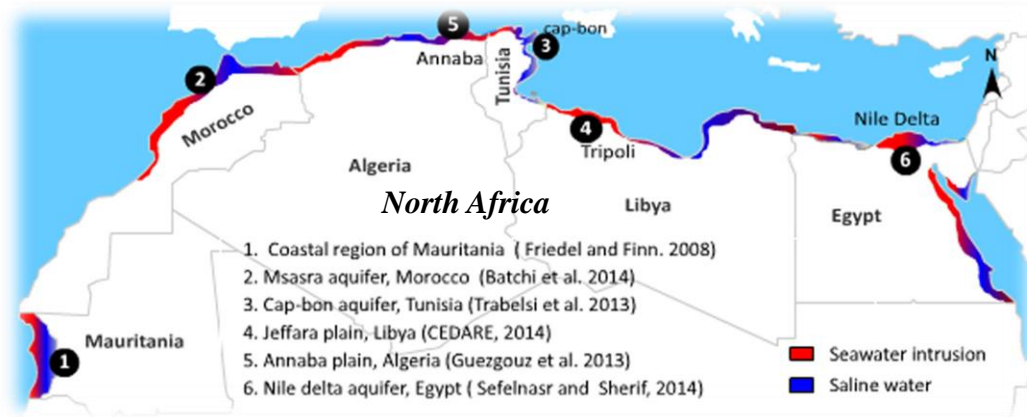 5
cap-bon
3
Annaba
N
2
Tunisia
Morocco
4
Nile Delta
Tripoli
6
Algeria
North Africa
Libya
Egypt
1. Coastal region of Mauritania ( Friedel and Finn. 2008)
2. Msasra aquifer, Morocco (Batchi et al. 2014)
3. Cap-bon aquifer, Tunisia (Trabelsi et al. 2013)
4. Jeffara plain, Libya (CEDARE, 2014)
5. Annaba plain, Algeria (Guezgouz et al. 2013)
6. Nile delta aquifer, Egypt ( Sefelnasr and Sherif, 2014)
Mauritania
1
Seawater intrusion
Saline water